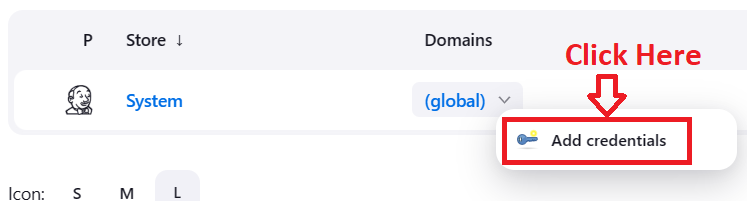 P Store ↓ Domains
Click Here
System (global)
Add credentials
Icon: S M L